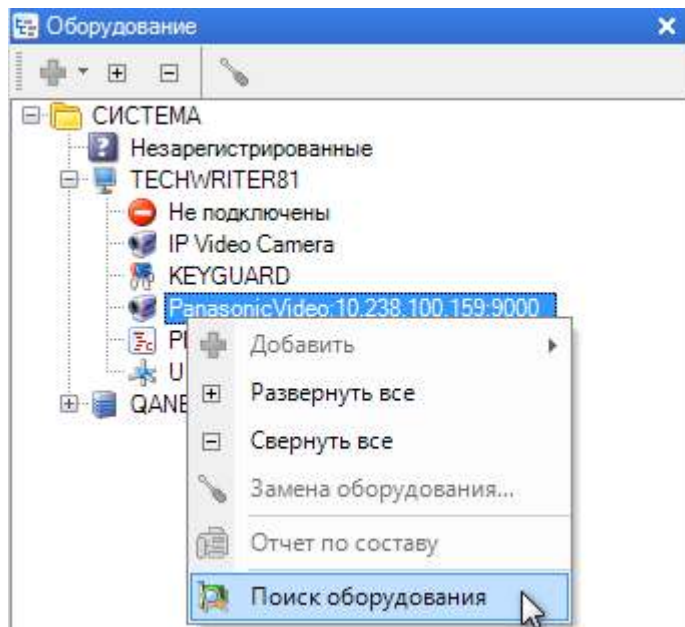 Оборудование
СИСТЕМА
Незарегистрированные
TECHWRITER81
Не подключены
IP Video Camera
KEYGUARD
PanasonicVideo:10.238.100.159:9000
Добавить
Развернуть все
Свернуть все
Замена оборудования...
Отчет по составу
Поиск оборудования